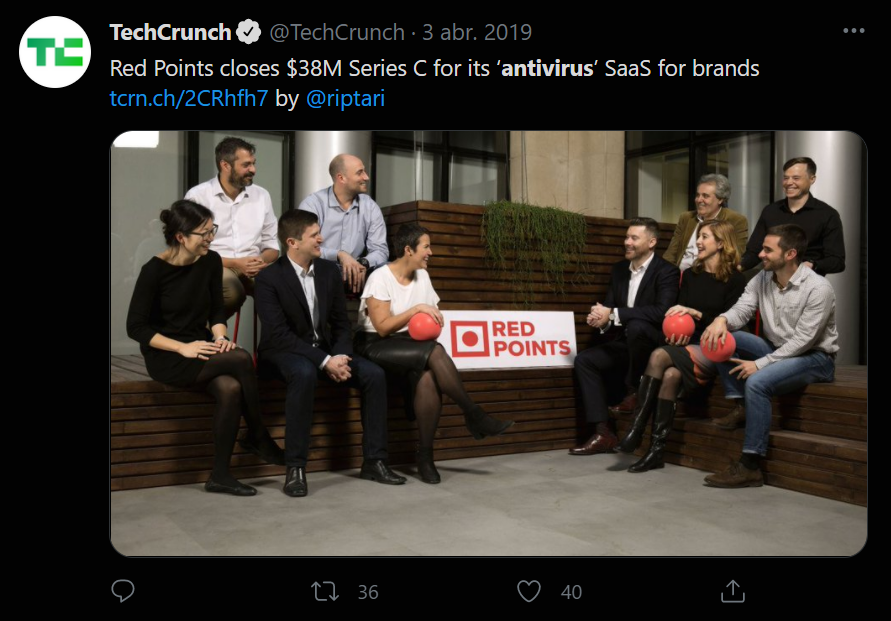 TechCrunch @TechCrunch · 3 abr. 2019
Red Points closes $38M Series C for its ‘antivirus’ SaaS for brands
tcrn.ch/2CRhfh7 by @riptari
RED
POINTS
36
40